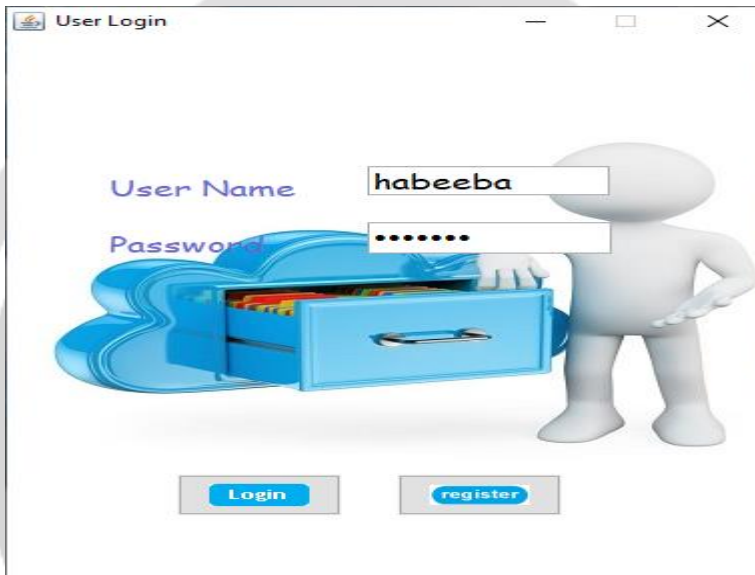 User Login
User Name habeeba
Password •••••••
Login register